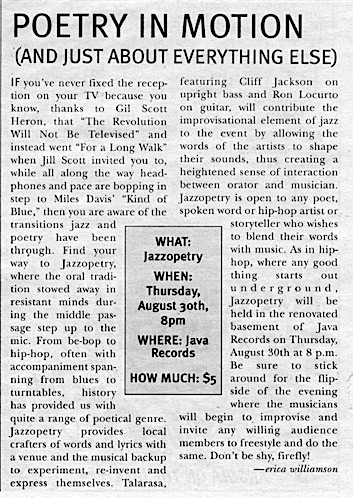 POETRY IN MOTION
(AND JUST ABOUT EVERYTHING ELSE)
IF you've never fixed the recep-
tion on your TV because you
know, thanks to Gil Scott
Heron, that "The Revolution
Will Not Be Televised" and
instead went "For a Long Walk"
when Jill Scott invited you to,
while all along the way head-
phones and pace are bopping in
step to Miles Davis' "Kind of
Blue," then you are aware of the
transitions jazz and
poetry have been
through. Find your
way to Jazzopetry,
where the oral tradi-
tion stowed away in
resistant minds dur-
ing the middle pas-
sage step up to the
mic. From be-bop to
hip-hop, often with
accompaniment span-
ning from blues to
turntables, history
has provided us with
quite a range of poetical genre.
Jazzopetry provides local
crafters of words and lyrics with
a venue and the musical backup
to experiment, re-invent and
express themselves. Talarasa,
WHAT:
Jazzopetry
WHEN:
Thursday,
August 30th,
8pm
WHERE: Java
Records
HOW MUCH: $5
featuring Cliff Jackson on
upright bass and Ron Locurto
on guitar, will contribute the
improvisational element of jazz
to the event by allowing the
words of the artists to shape
their sounds, thus creating a
heightened sense of interaction
between orator and musician.
Jazzopetry is open to any poet,
spoken word or hip-hop artist or
storyteller who wishes
to blend their words
with music. As in hip-
hop, where any good
thing starts out
underground,
Jazzopetry will be
held in the renovated
basement of Java
Records on Thursday,
August 30th at 8 p.m.
Be sure to stick
around for the flip-
side of the evening
where the musicians
will begin to improvise and
invite any willing audience
members to freestyle and do the
same. Don't be shy, firefly!
—erica williamson